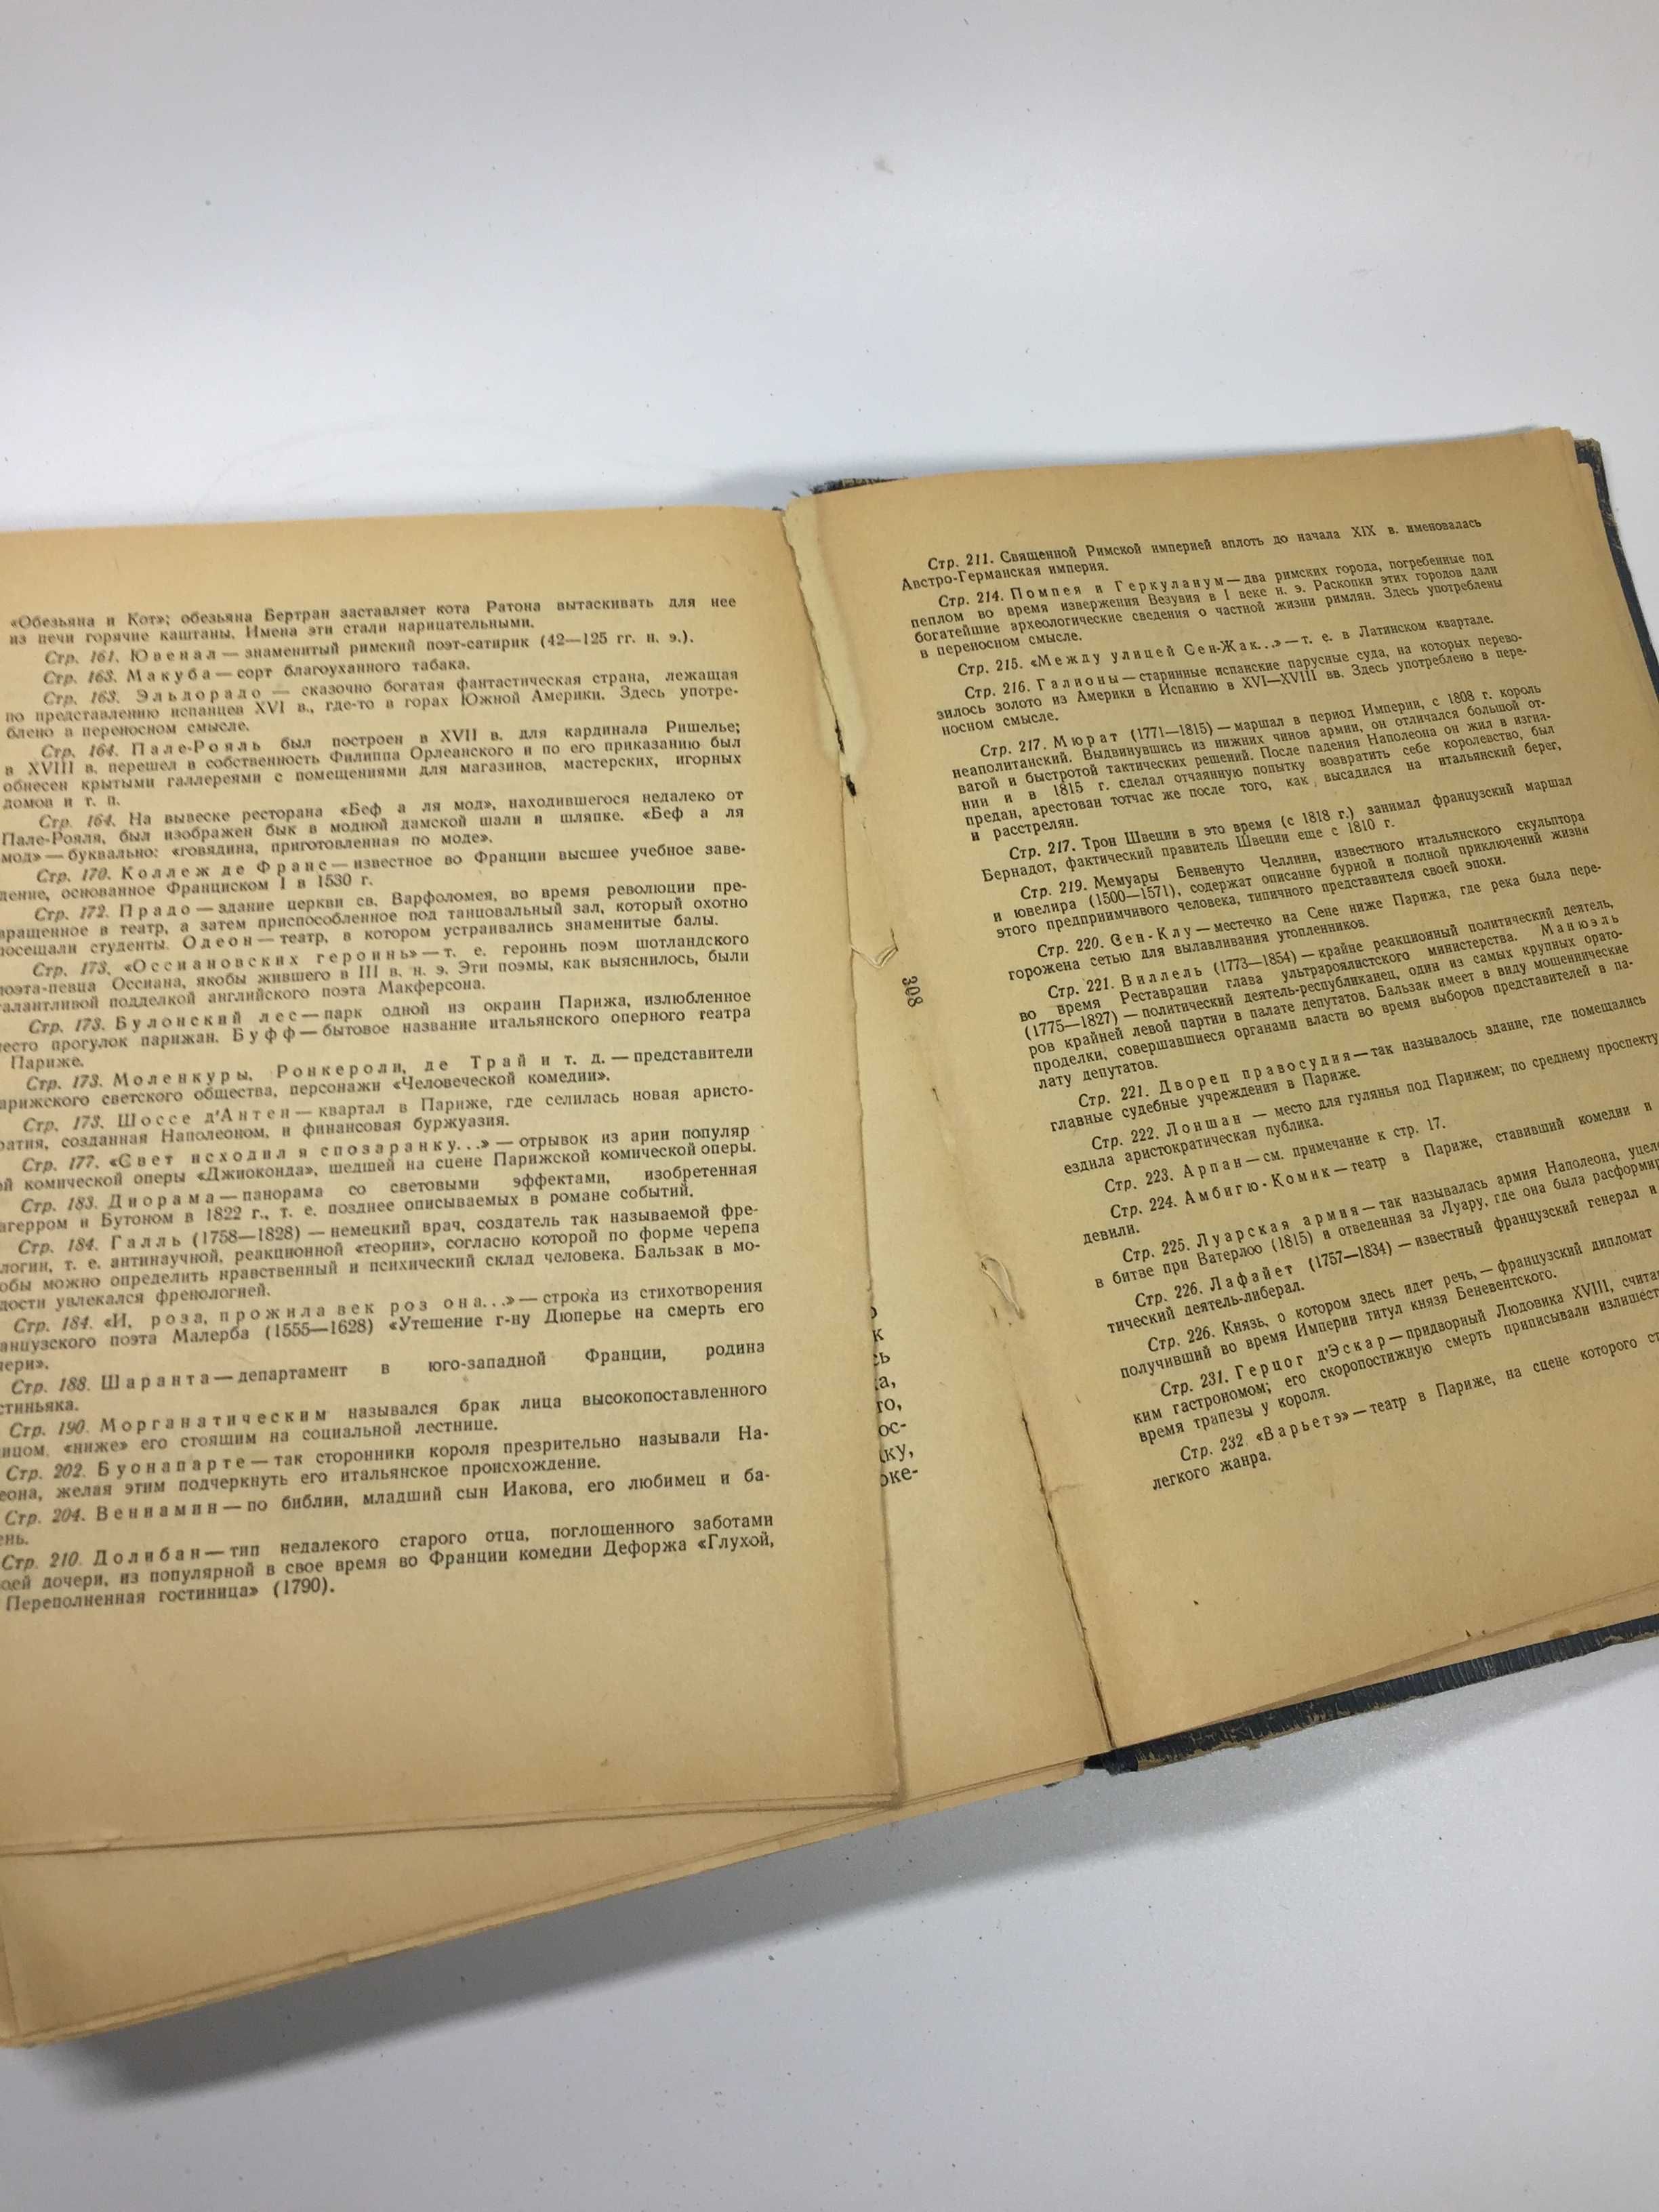 «Обезьяна и Кот»; обезьяна Бертран заставляет кота Ратона вытаскивать для нее
из печи горячие каштаны. Имена эти стали нарицательными.
Стр. 161. Ювенал — знаменитый римский поэт-сатирик (42—125 гг. н. э.).
Стр. 163. Макуба — сорт благоуханного табака.
Стр. 163. Эльдорадо — сказочно богатая фантастическая страна, лежащая
по представлению испанцев XVI в., где-то в горах Южной Америки. Здесь употре-
блено в переносном смысле.
Стр. 164. Пале-Рояль был построен в XVII в. для кардинала Ришелье;
в XVIII в. перешел в собственность Филиппа Орлеанского и по его приказанию был
обнесен крытыми галлереями с помещениями для магазинов, мастерских, игорных
домов и т. п.
Стр. 164. На вывеске ресторана «Беф а ля мод», находившегося недалеко от
Пале-Рояля, был изображен бык в модной дамской шали и шляпке. «Беф а ля
мод» — буквально: «говядина, приготовленная по моде».
Стр. 170. Коллеж де Франс — известное во Франции высшее учебное заве-
дение, основанное Франциском I в 1530 г.
Стр. 172. Прадо — здание церкви св. Варфоломея, во время революции пре-
вращенное в театр, а затем приспособленное под танцовальный зал, который охотно
посещали студенты. Одеон — театр, в котором устраивались знаменитые балы.
Стр. 173. «Оссиановских героинь» — т. е. героинь поэм шотландского
поэта-певца Оссиана, якобы жившего в III в. н. э. Эти поэмы, как выяснилось, были
талантливой подделкой английского поэта Макферсона.
Стр. 173. Булонский лес — парк одной из окраин Парижа, излюбленное
место прогулок парижан. Буфф — бытовое название итальянского оперного театра
Париже.
Стр. 173. Моленкуры, Ронкероли, де Трай и т. д. — представители
арижского светского общества, персонажи «Человеческой комедии».
Стр. 173. Шоссе д'Антен — квартал в Париже, где селилась новая аристо-
ратия, созданная Наполеоном, и финансовая буржуазия.
Стр. 177. «Свет исходил я спозаранку...» — отрывок из арии популяр
ой комической оперы «Джиоконда», шедшей на сцене Парижской комической оперы.
Стр. 183. Диорама — панорама со световыми эффектами, изобретенная
агерром и Бутоном в 1822 г., т. е. позднее описываемых в романе событий.
Стр. 184. Галль (1758—1828) — немецкий врач, создатель так называемой фре-
логии, т. е. антинаучной, реакционной «теории», согласно которой по форме черепа
обы можно определить нравственный и психический склад человека. Бальзак в мо-
дости увлекался френологией.
Стр. 184. «И, роза, прожила век роз она...» — строка из стихотворения
анцузского поэта Малерба (1555—1628) «Утешение г-ну Дюперье на смерть его
чери».
Стр. 188. Шаранта — департамент в юго-западной Франции, родина
стиньяка.
Стр. 190. Морганатическим назывался брак лица высокопоставленного
лицом, «ниже» его стоящим на социальной лестнице.
Стр. 202. Буонапарте — так сторонники короля презрительно называли На-
еона, желая этим подчеркнуть его итальянское происхождение.
Стр. 204. Вениамин — по библии, младший сын Иакова, его любимец и ба-
ень.
Стр. 210. Долибан — тип недалекого старого отца, поглощенного заботами
оей дочери, из популярной в свое время во Франции комедии Дефоржа «Глухой,
Переполненная гостиница» (1790).
308
к
сь
ка,
го,
ос-
ку,
оке-
Стр. 211. Священной Римской империей вплоть до начала XIX в. именовалась
Австро-Германская империя.
Стр. 214. Помпея и Геркуланум — два римских города, погребенные под
пеплом во время извержения Везувия в I веке н. э. Раскопки этих городов дали
богатейшие археологические сведения о частной жизни римлян. Здесь употреблены
в переносном смысле.
Стр. 215. «Между улицей Сен-Жак...» — т. е. в Латинском квартале.
Стр. 216. Галионы — старинные испанские парусные суда, на которых перево-
зилось золото из Америки в Испанию в XVI—XVIII вв. Здесь употреблено в пере-
носном смысле.
Стр. 217. Мюрат (1771—1815) — маршал в период Империи, с 1808 г. король
неаполитанский. Выдвинувшись из нижних чинов армии, он отличался большой от-
вагой и быстротой тактических решений. После падения Наполеона он жил в изгна-
нии и в 1815 г. сделал отчаянную попытку возвратить себе королевство, был
предан, арестован тотчас же после того, как высадился на итальянский берег,
и расстрелян.
Стр. 217. Трон Швеции в это время (с 1818 г.) занимал французский маршал
Бернадот, фактический правитель Швеции еще с 1810 г.
Стр. 219. Мемуары Бенвенуто Челлини, известного итальянского скульптора
и ювелира (1500—1571), содержат описание бурной и полной приключений жизни
этого предприимчивого человека, типичного представителя своей эпохи.
Стр. 220. Сен-Клу — местечко на Сене ниже Парижа, где река была пере-
горожена сетью для вылавливания утопленников.
Стр. 221. Виллель (1773—1854) — крайне реакционный политический деятель,
во время Реставрации глава ультрароялистского министерства. Манюэль
(1775—1827) — политический деятель-республиканец, один из самых крупных орато-
ров крайней левой партии в палате депутатов. Бальзак имеет в виду мошеннические
проделки, совершавшиеся органами власти во время выборов представителей в па-
лату депутатов.
Стр. 221. Дворец правосудия — так называлось здание, где помещались
главные судебные учреждения в Париже.
Стр. 222. Лоншан — место для гулянья под Парижем; по среднему проспекту
ездила аристократическая публика.
Стр. 223. Арпан — см. примечание к стр. 17.
Стр. 224. Амбигю-Комик — театр в Париже, ставивший комедии и
девили.
Стр. 225. Луарская армия — так называлась армия Наполеона, уцеле
в битве при Ватерлоо (1815) и отведенная за Луару, где она была расформир
Стр. 226. Лафайет (1757—1834) — известный французский генерал и
тический деятель-либерал.
Стр. 226. Князь, о котором здесь идет речь, — французский дипломат
получивший во время Империи титул князя Беневентского.
Стр. 231. Герцог д'Эскар — придворный Людовика XVIII, счита
ким гастрономом; его скоропостижную смерть приписывали излишест
время трапезы у короля.
Стр. 232. «Варьетэ» — театр в Париже, на сцене которого ст
легкого жанра.